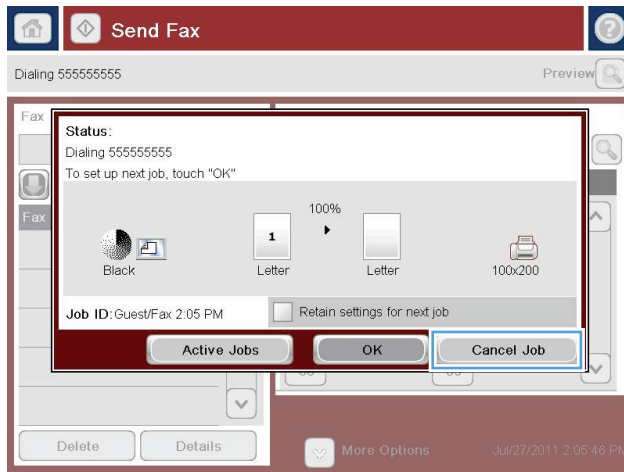 Send Fax
Dialing 555555555
Preview
Fax
Status:
Dialing 555555555
To set up next job, touch "OK"
Fax
100%
1
Black
Letter
Letter
100x200
Job ID: Guest/Fax 2:05 PM
Retain settings for next job
Active Jobs
OK
Cancel Job
Delete
Details
More Options
Jul/27/2011 2:05:46 PM